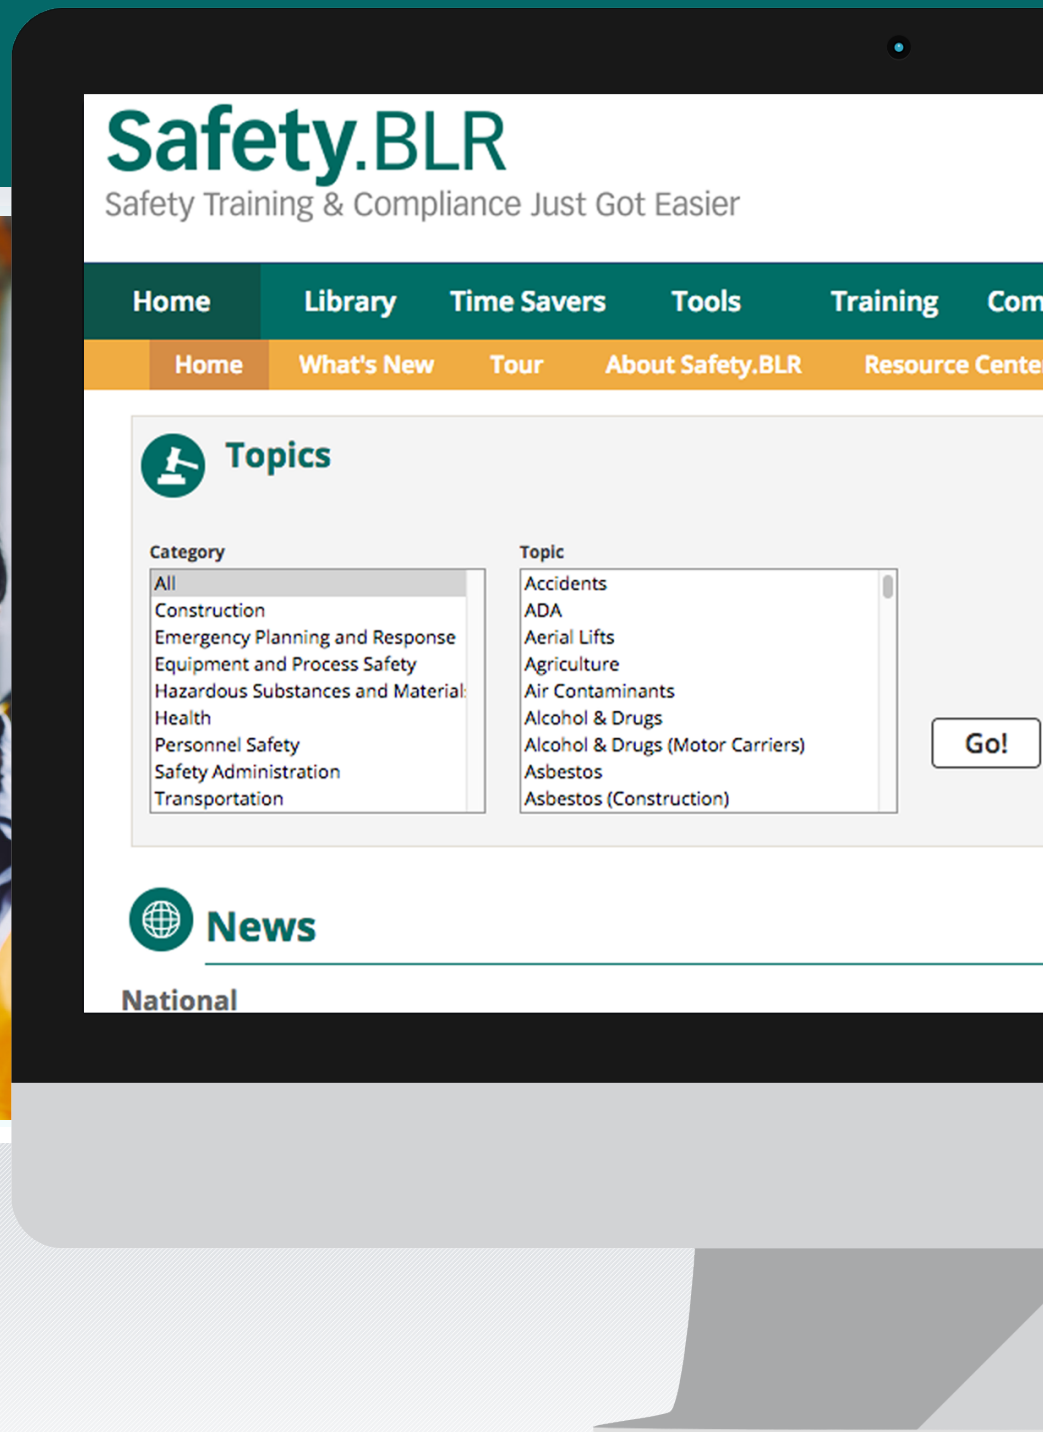 Safety.BLR
Safety Training & Compliance Just Got Easier
Home Library Time Savers Tools Training Com
Home What's New Tour About Safety.BLR Resource Cente
Topics
Category
All
Construction
Emergency Planning and Response
Equipment and Process Safety
Hazardous Substances and Material
Health
Personnel Safety
Safety Administration
Transportation
Topic
Accidents
ADA
Aerial Lifts
Agriculture
Air Contaminants
Alcohol & Drugs
Alcohol & Drugs (Motor Carriers)
Asbestos
Asbestos (Construction)
Go!
News
National